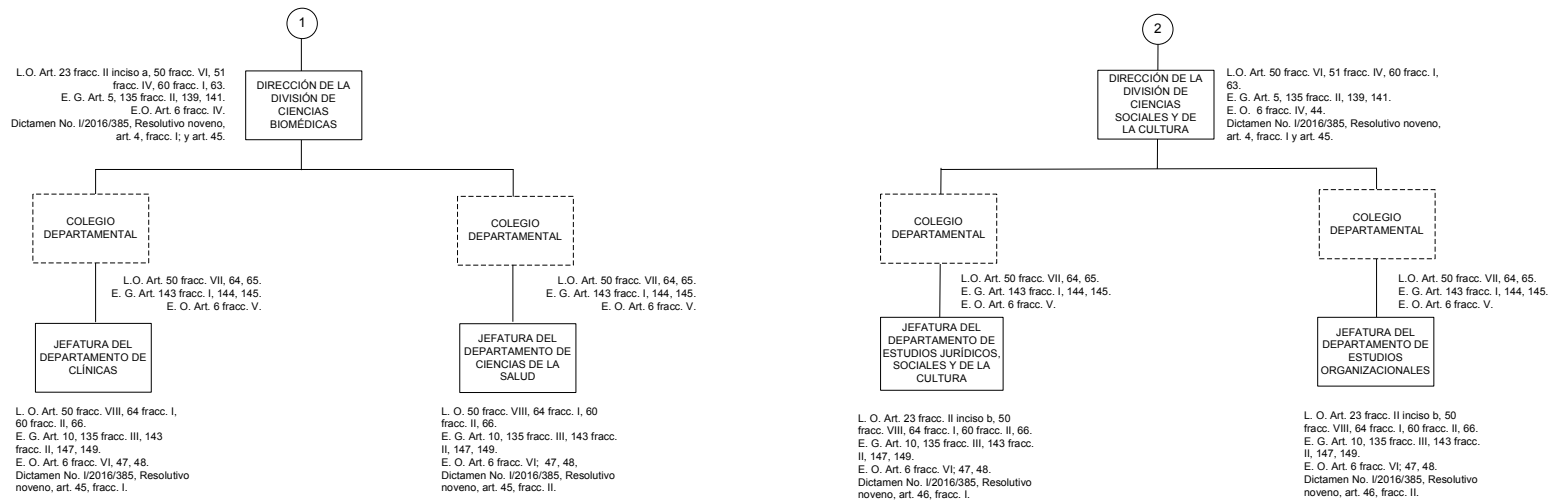 1
L.O. Art. 23 fracc. II inciso a, 50 fracc. VI, 51
fracc. IV, 60 fracc. I, 63.
E. G. Art. 5, 135 fracc. II, 139, 141.
E.O. Art. 6 fracc. IV.
Dictamen No. I/2016/385, Resolutivo noveno,
art. 4, fracc. I; y art. 45.
DIRECCIÓN DE LA
DIVISIÓN DE
CIENCIAS
BIOMÉDICAS
COLEGIO
DEPARTAMENTAL
L.O. Art. 50 fracc. VII, 64, 65.
E. G. Art. 143 fracc. I, 144, 145.
E. O. Art. 6 fracc. V.
JEFATURA DEL
DEPARTAMENTO DE
CLÍNICAS
L. O. Art. 50 fracc. VIII, 64 fracc. I,
60 fracc. II, 66.
E. G. Art. 10, 135 fracc. III, 143
fracc. II, 147, 149.
E. O. Art. 6 fracc. VI, 47, 48.
Dictamen No. I/2016/385, Resolutivo
noveno, art. 45, fracc. I.
COLEGIO
DEPARTAMENTAL
L.O. Art. 50 fracc. VII, 64, 65.
E. G. Art. 143 fracc. I, 144, 145.
E. O. Art. 6 fracc. V.
JEFATURA DEL
DEPARTAMENTO DE
CIENCIAS DE LA
SALUD
L. O. 50 fracc. VIII, 64 fracc. I, 60
fracc. II, 66.
E. G. Art. 10, 135 fracc. III, 143 fracc.
II, 147, 149.
E. O. Art. 6 fracc. VI; 47, 48,
Dictamen No. I/2016/385, Resolutivo
noveno, art. 45, fracc. II.
2
DIRECCIÓN DE LA
DIVISIÓN DE
CIENCIAS
SOCIALES Y DE
LA CULTURA
L.O. Art. 50 fracc. VI, 51 fracc. IV, 60 fracc. I,
63.
E. G. Art. 5, 135 fracc. II, 139, 141.
E. O. 6 fracc. IV, 44.
Dictamen No. I/2016/385, Resolutivo noveno,
art. 4, fracc. I y art. 45.
COLEGIO
DEPARTAMENTAL
L.O. Art. 50 fracc. VII, 64, 65.
E. G. Art. 143 fracc. I, 144, 145.
E. O. Art. 6 fracc. V.
JEFATURA DEL
DEPARTAMENTO DE
ESTUDIOS JURÍDICOS,
SOCIALES Y DE LA
CULTURA
L. O. Art. 23 fracc. II inciso b, 50
fracc. VIII, 64 fracc. I, 60 fracc. II, 66.
E. G. Art. 10, 135 fracc. III, 143 fracc.
II, 147, 149.
E. O. Art. 6 fracc. VI; 47, 48.
Dictamen No. I/2016/385, Resolutivo
noveno, art. 46, fracc. I.
COLEGIO
DEPARTAMENTAL
L.O. Art. 50 fracc. VII, 64, 65.
E. G. Art. 143 fracc. I, 144, 145.
E. O. Art. 6 fracc. V.
JEFATURA DEL
DEPARTAMENTO DE
ESTUDIOS
ORGANIZACIONALES
L. O. Art. 23 fracc. II inciso b, 50
fracc. VIII, 64 fracc. I, 60 fracc. II, 66.
E. G. Art. 10, 135 fracc. III, 143 fracc.
II, 147, 149.
E. O. Art. 6 fracc. VI; 47, 48.
Dictamen No. I/2016/385, Resolutivo
noveno, art. 46, fracc. II.